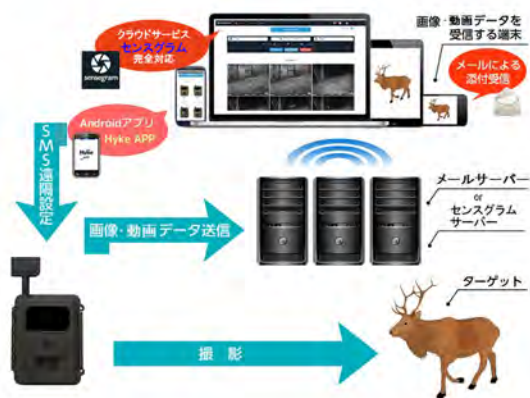 クラウドサービス
センスグラム
完全対応
sensegram
画像・動画データを
受信する端末
メールによる
添付受信
Androidアプリ
Hyke APP
Hyke
SMS遠隔設定
画像・動画データ送信
メールサーバー
or
センスグラム
サーバー
ターゲット
撮影